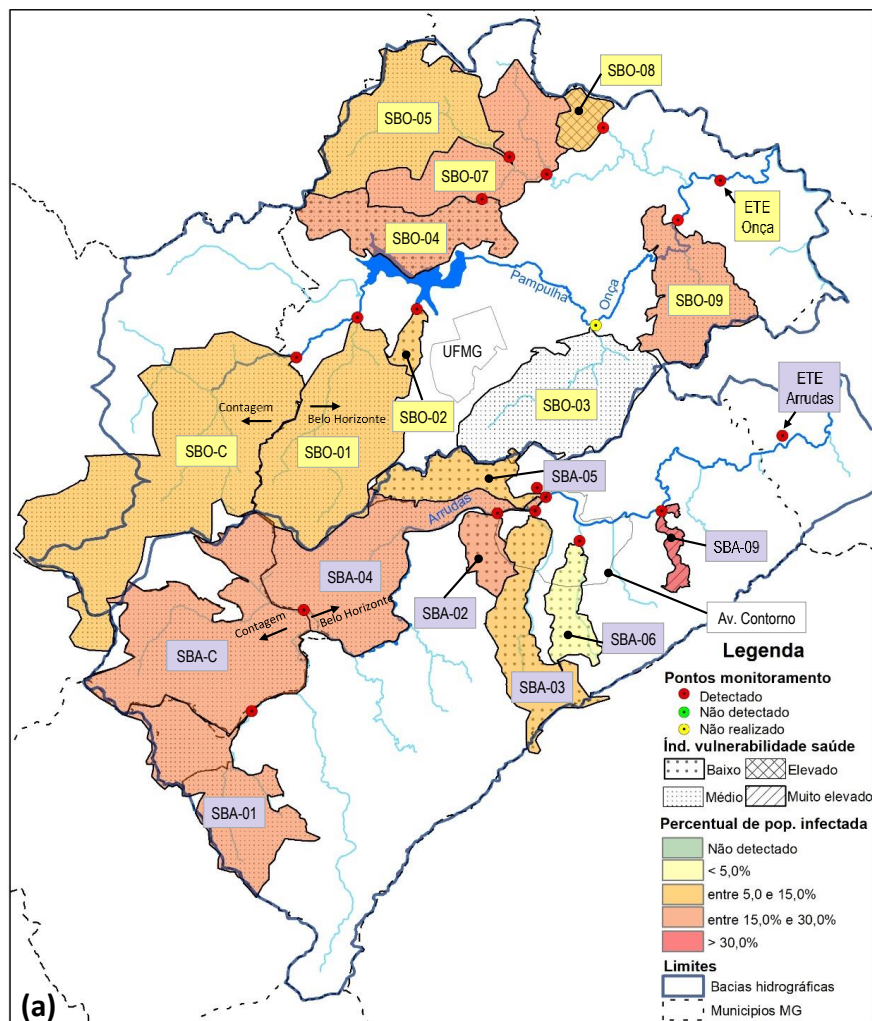 SBO-08
SBO-05
SBO-07
ETE
Onça
SBO-04
SBO-09
Pampulha
Onça
UFMG
ETE
Arrudas
SBO-02
SBO-03
Contagem
Belo Horizonte
SBO-C
SBO-01
SBA-05
Arrudas
SBA-09
SBA-04
SBA-02
Av. Contorno
Contagem
Belo Horizonte
SBA-06
SBA-C
SBA-03
SBA-01
Legenda
Pontos monitoramento
Detectado
Não detectado
Não realizado
Índ. vulnerabilidade saúde
Baixo Elevado
Médio Muito elevado
Percentual de pop. infectada
Não detectado
< 5,0%
entre 5,0 e 15,0%
entre 15,0% e 30,0%
> 30,0%
Limites
Bacias hidrográficas
Municipios MG
(a)